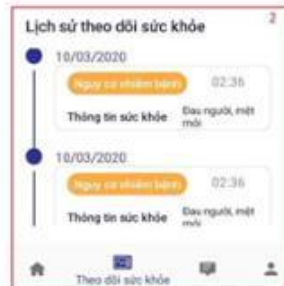 Lịch sử theo dõi sức khỏe
2
10/03/2020
Nguy cơ nhiễm bệnh
02:36
Thông tin sức khỏe
Đau người, mệt
mỏi
10/03/2020
Nguy cơ nhiễm bệnh
02:36
Thông tin sức khỏe
Đau người, mệt
mỏi
Theo dõi sức khỏe